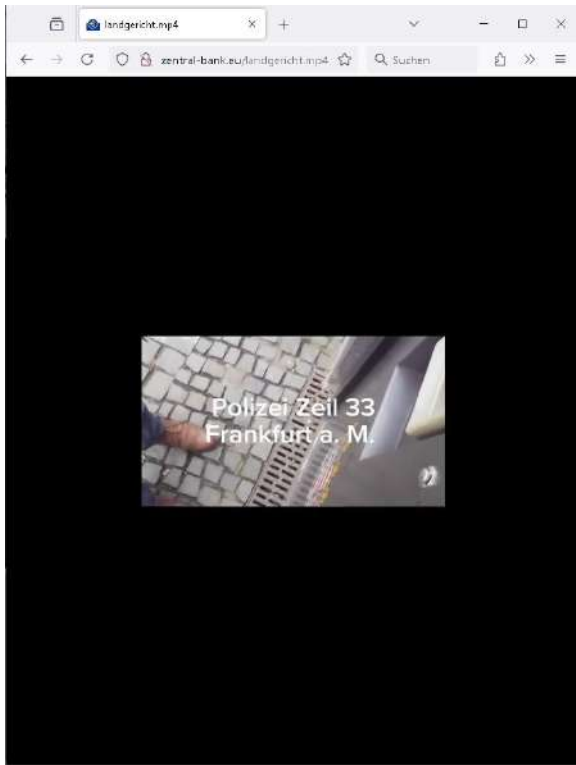 landgericht.mp4
zentral-bank.eu/landgericht.mp4
Suchen
Polizei Zeil 33
Frankfurt a. M.